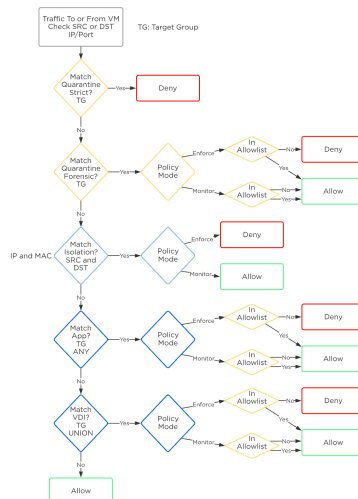 Traffic To or From VM
Check SRC or DST
IP/Port
TG: Target Group
Match
Quarantine
Strict?
TG
Yes
Deny
No
Match
Quarantine
Forensic?
TG
Yes
Policy
Mode
Enforce
In
Allowlist
No
Deny
Yes
Monitor
In
Allowlist
No
Yes
Allow
No
IP and MAC
Match
Isolation?
SRC and
DST
Yes
Policy
Mode
Enforce
Deny
Monitor
Allow
No
Match
App?
TG
ANY
Yes
Policy
Mode
Enforce
In
Allowlist
No
Deny
Yes
Monitor
In
Allowlist
No
Yes
Allow
No
Match
VDI?
TG
UNION
Yes
Policy
Mode
Enforce
In
Allowlist
No
Deny
Yes
Monitor
In
Allowlist
No
Yes
Allow
No
Allow